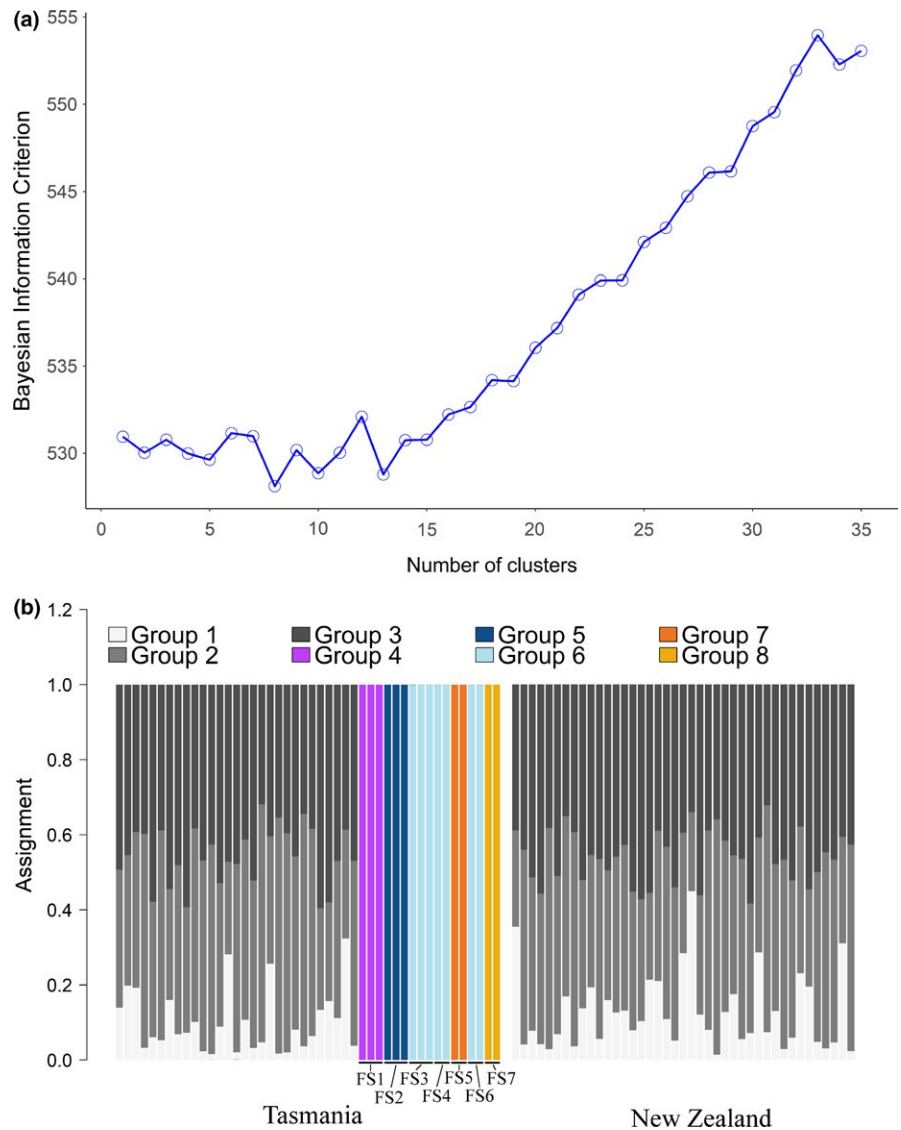 (a)
555
550
545
540
535
530
Bayesian Information Criterion
0 5 10 15 20 25 30 35
Number of clusters
(b)
1.2
1.0
0.8
0.6
0.4
0.2
0.0
Assignment
Group 1 Group 3 Group 5 Group 7
Group 2 Group 4 Group 6 Group 8
FS1 FS3 FS5 FS7
FS2 FS4 FS6
Tasmania New Zealand